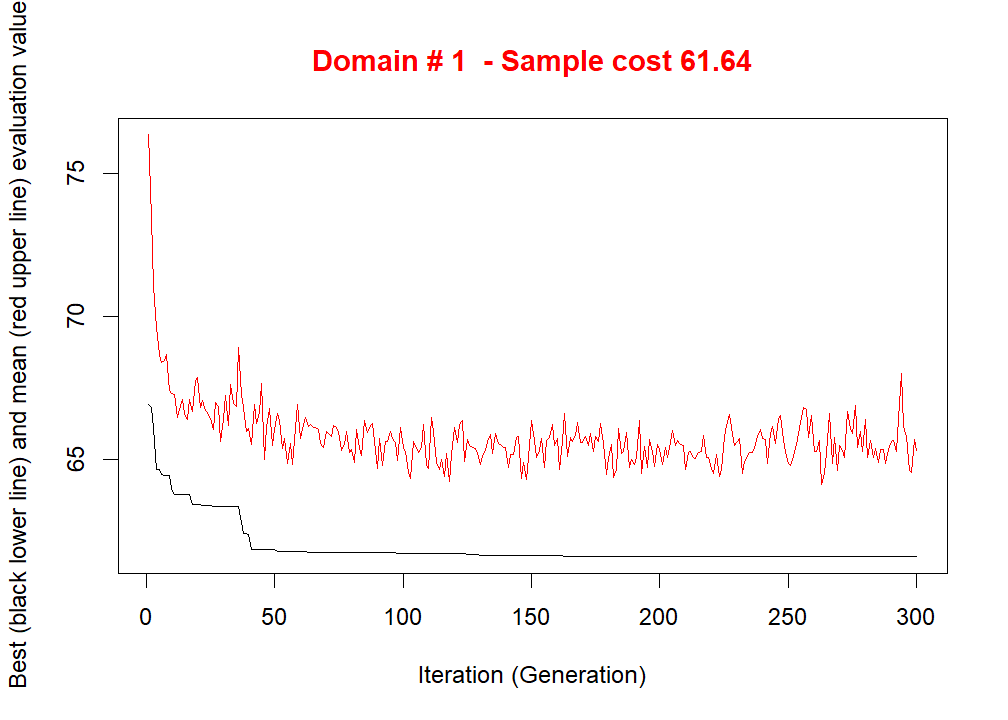 Domain # 1  - Sample cost 61.64
Best (black lower line) and mean (red upper line) evaluation value
75
70
65
0 50 100 150 200 250 300
Iteration (Generation)